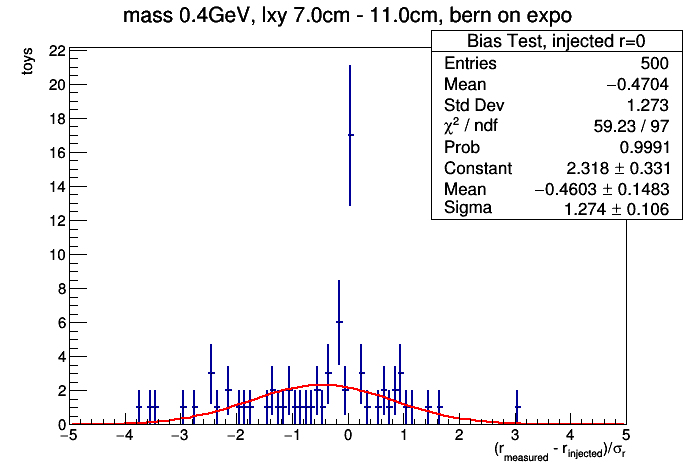 mass 0.4GeV, lxy 7.0cm - 11.0cm, bern on expo
Bias Test, injected r=0
Entries 500
Mean −0.4704
Std Dev 1.273
χ² / ndf 59.23 / 97
Prob 0.9991
Constant 2.318 ± 0.331
Mean −0.4603 ± 0.1483
Sigma 1.274 ± 0.106
toys
22
20
18
16
14
12
10
8
6
4
2
0
−5 −4 −3 −2 −1 0 1 2 3 4 5
(r_measured - r_injected)/σ_r